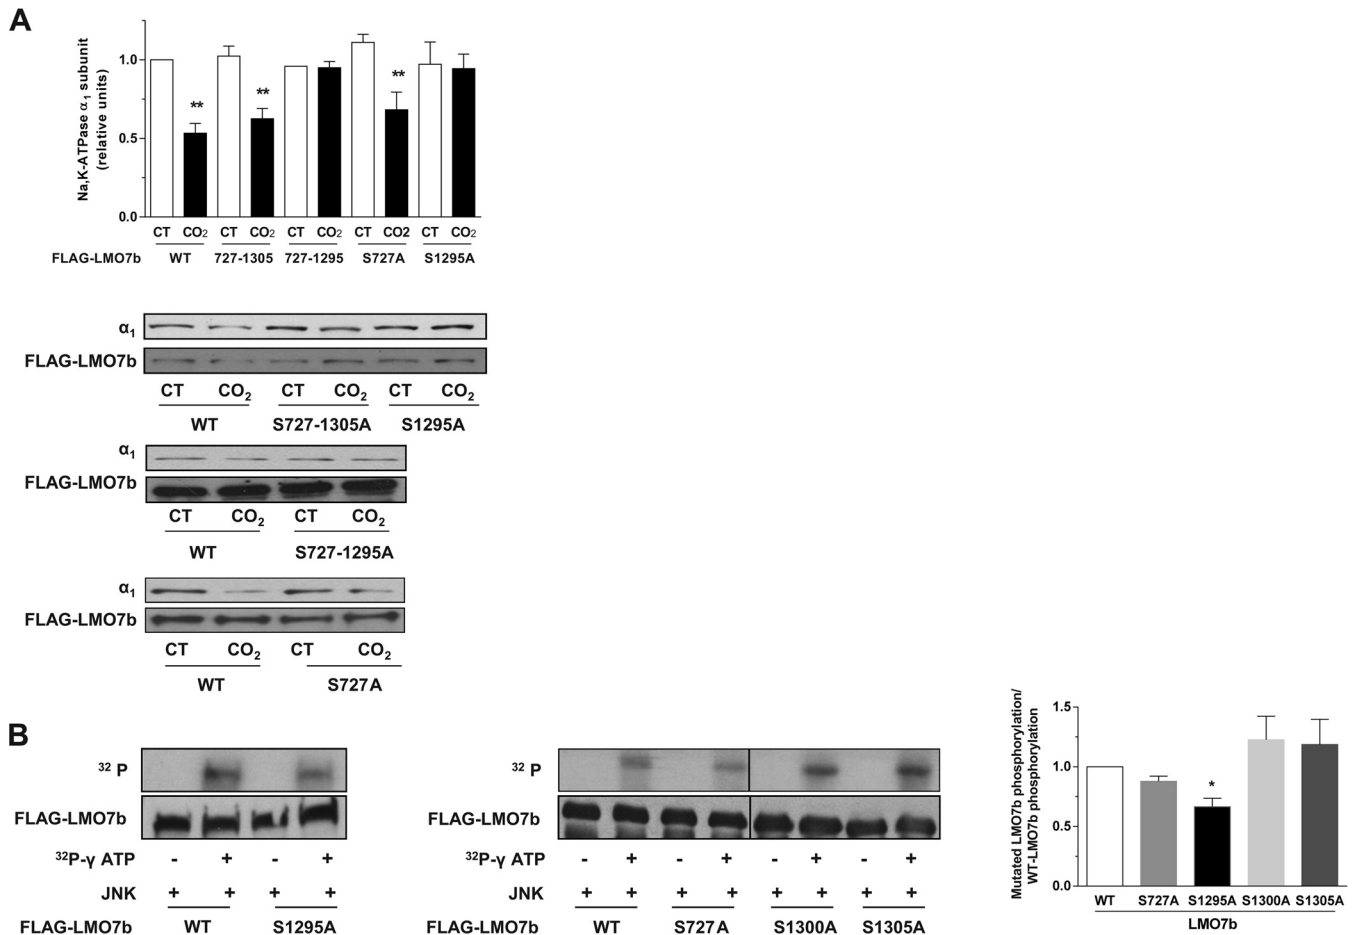 A
Na,K-ATPase α1 subunit
(relative units)
1.0
0.5
0.0
** ** **
CT CO2 CT CO2 CT CO2 CT CO2 CT CO2
FLAG-LMO7b WT 727-1305 727-1295 S727A S1295A
α1
FLAG-LMO7b
CT CO2 CT CO2 CT CO2
WT S727-1305A S1295A
α1
FLAG-LMO7b
CT CO2 CT CO2
WT S727-1295A
α1
FLAG-LMO7b
CT CO2 CT CO2
WT S727A
B
32 P
FLAG-LMO7b
32P-γ ATP - + - +
JNK + + + +
FLAG-LMO7b WT S1295A
32 P
FLAG-LMO7b
32P-γ ATP - + - + - + - +
JNK + + + + + + + +
FLAG-LMO7b WT S727A S1300A S1305A
Mutated LMO7b phosphorylation/
WT-LMO7b phosphorylation
1.5
1.0
0.5
0.0
*
WT S727A S1295A S1300A S1305A
LMO7b